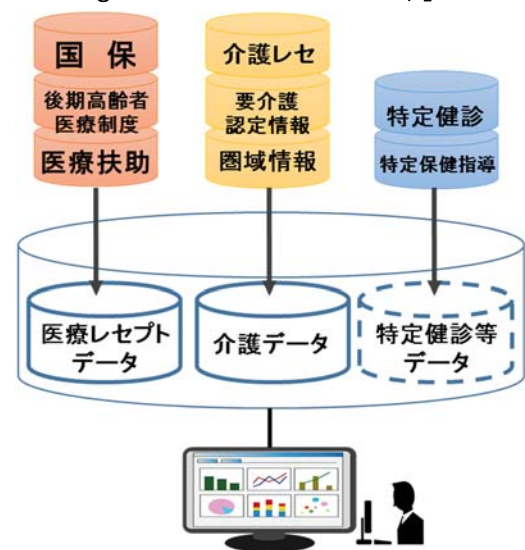 国保
後期高齢者
医療制度
医療扶助
介護レセ
要介護
認定情報
圏域情報
特定健診
特定保健指導
医療レセプト
データ
介護データ
特定健診等
データ